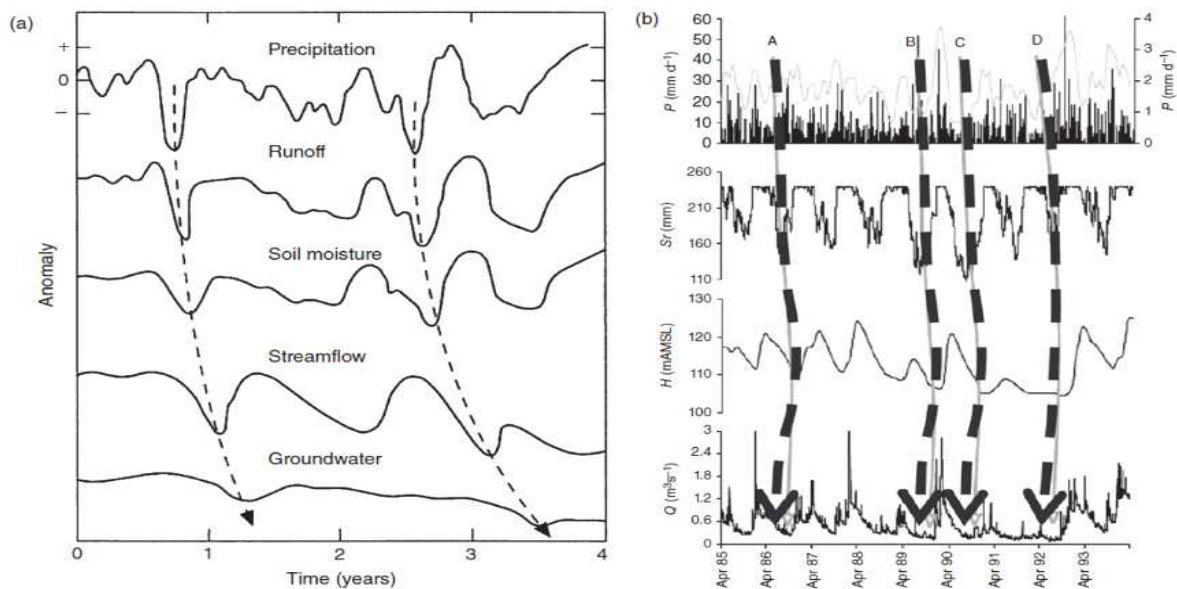 (a)
+
0
−
Precipitation
Runoff
Soil moisture
Streamflow
Groundwater
Anomaly
0 1 2 3 4
Time (years)
(b)
60
50
40
30
20
10
0
P (mm d⁻¹)
A B C D
4
3
2
1
0
P (mm d⁻¹)
260
210
160
110
Sr (mm)
130
120
110
100
H (mAMSL)
3
2.4
1.8
1.2
0.6
0
Q (m³s⁻¹)
Apr 85
Apr 86
Apr 87
Apr 88
Apr 89
Apr 90
Apr 91
Apr 92
Apr 93